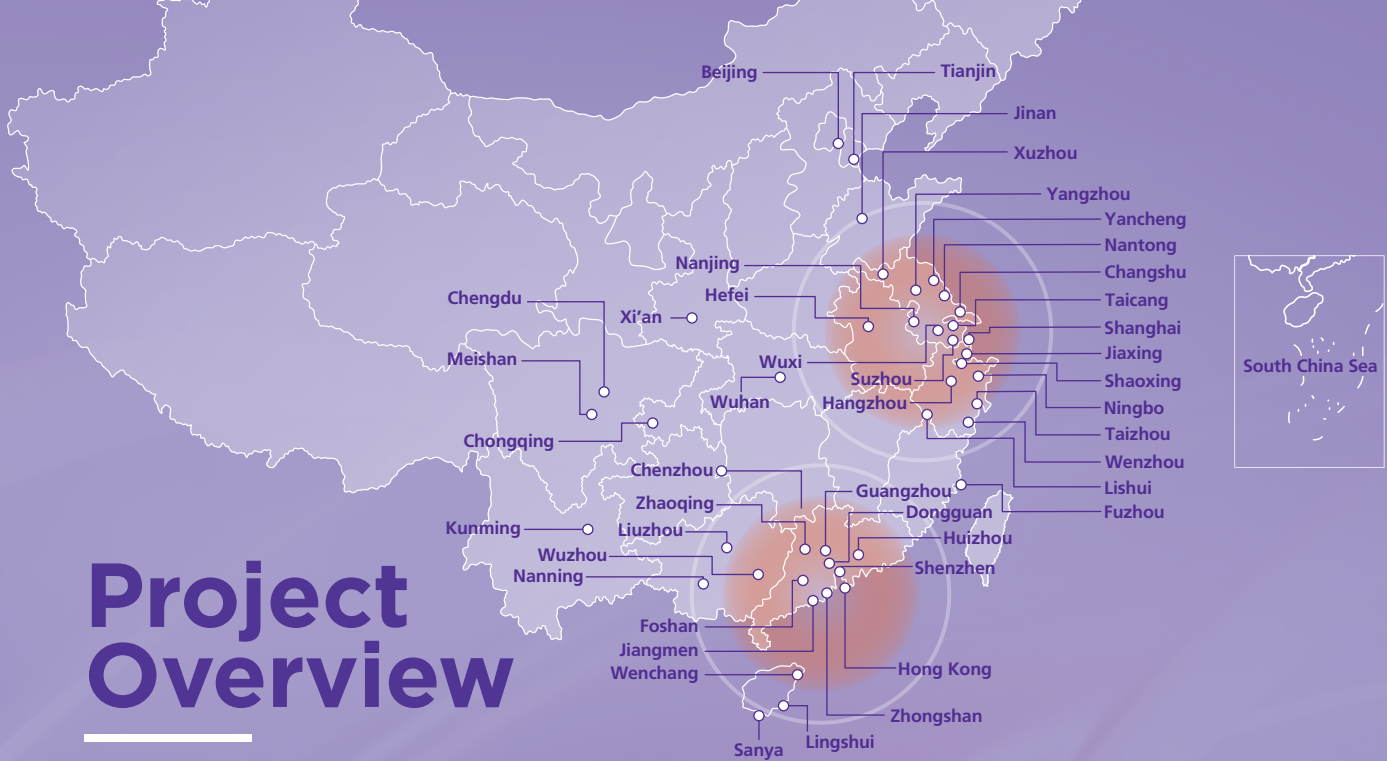 Beijing
Tianjin
Jinan
Xuzhou
Yangzhou
Yancheng
Nantong
Nanjing
Changshu
Hefei
Chengdu
Taicang
Xi’an
Shanghai
Jiaxing
Meishan
Wuxi
South China Sea
Suzhou
Shaoxing
Wuhan
Hangzhou
Ningbo
Taizhou
Chongqing
Wenzhou
Chenzhou
Lishui
Guangzhou
Zhaoqing
Dongguan
Fuzhou
Kunming
Liuzhou
Huizhou
Wuzhou
Shenzhen
Nanning
Project
Overview
Foshan
Jiangmen
Hong Kong
Wenchang
Zhongshan
Lingshui
Sanya